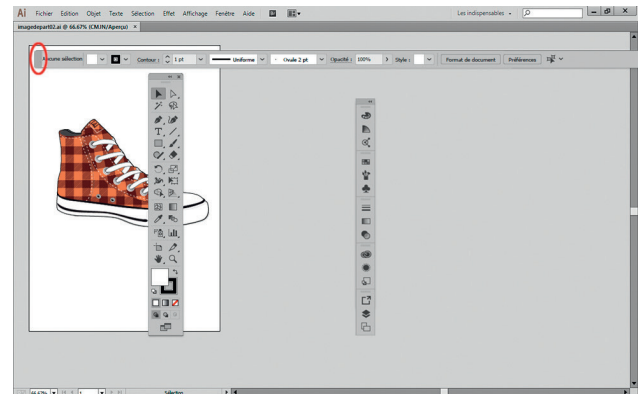 Ai Fichier Edition Objet Texte Sélection Effet Affichage Fenêtre Aide Les indispensables
imagedepart02.ai @ 66.67% (CMJN/Aperçu) ×
Aucune sélection Contour : 1 pt Uniforme Ovale 2 pt Opacité : 100% Style : Format de document Préférences
66,67% 1 Sélection